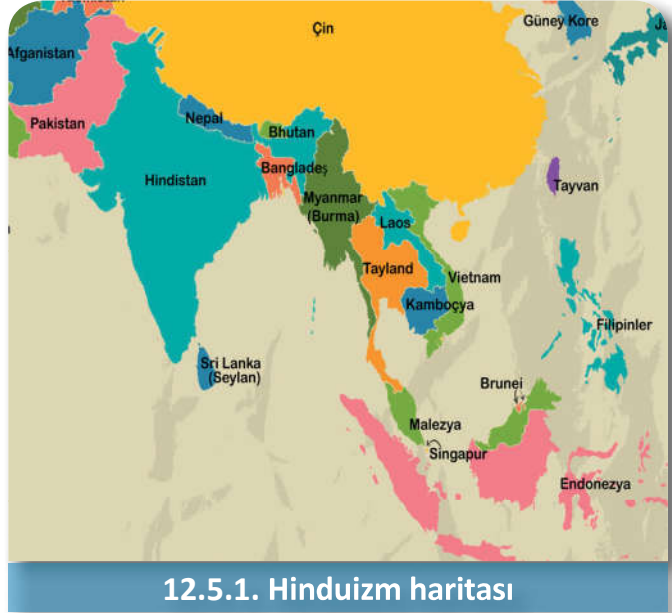 Çin
Güney Kore
Afganistan
Pakistan
Nepal
Bhutan
Hindistan
Bangladeş
Myanmar
(Burma)
Tayvan
Laos
Tayland
Vietnam
Kamboçya
Filipinler
Sri Lanka
(Seylan)
Brunei
Malezya
Singapur
Endonezya
12.5.1. Hinduizm haritası